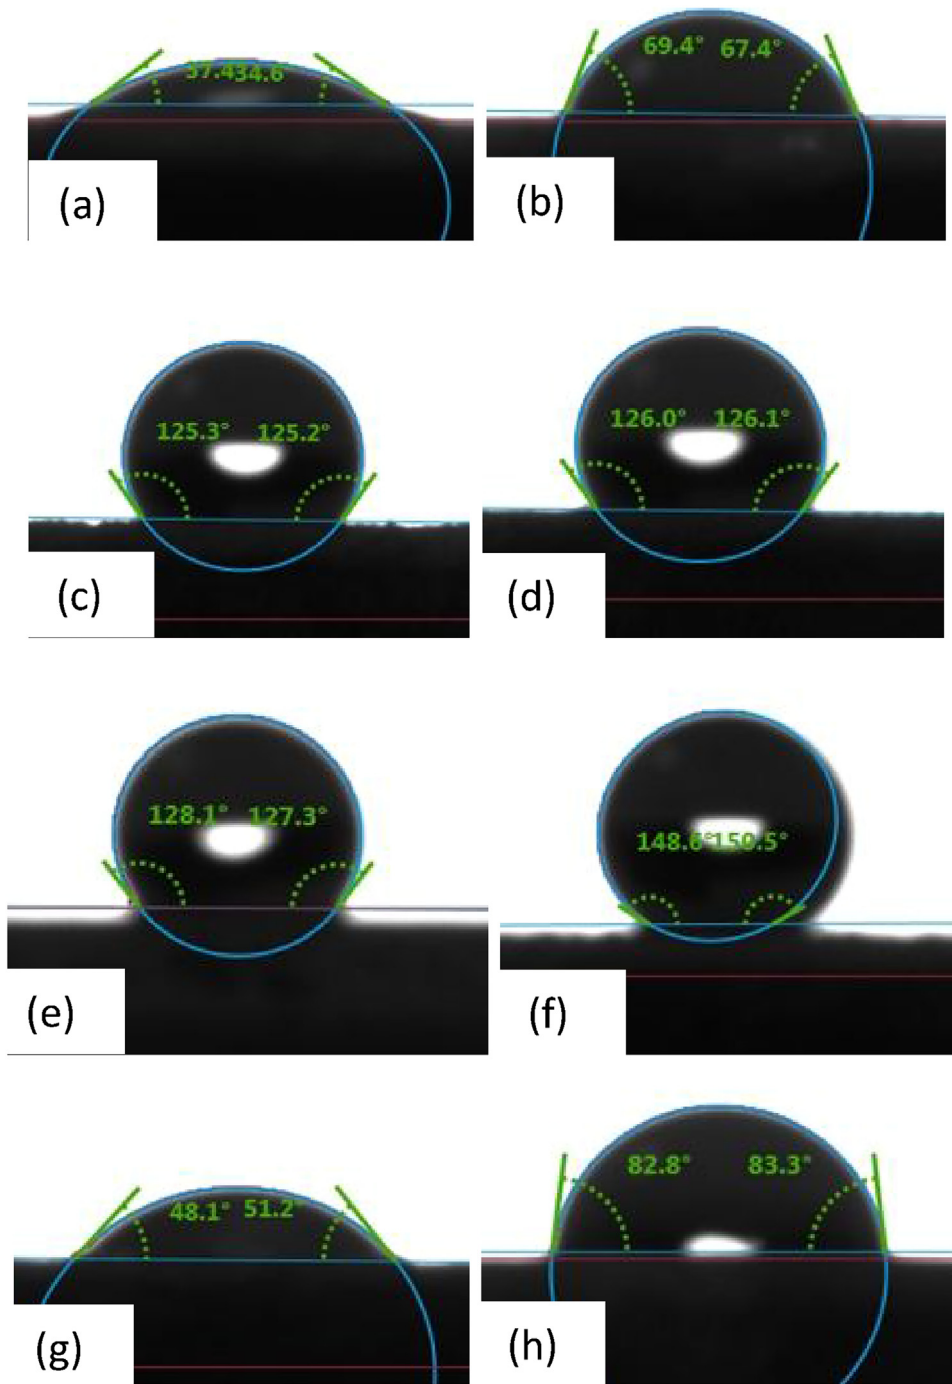 37.4 34.6
(a)
69.4° 67.4°
(b)
125.3° 125.2°
(c)
126.0° 126.1°
(d)
128.1° 127.3°
(e)
148.6° 150.5°
(f)
48.1° 51.2°
(g)
82.8° 83.3°
(h)